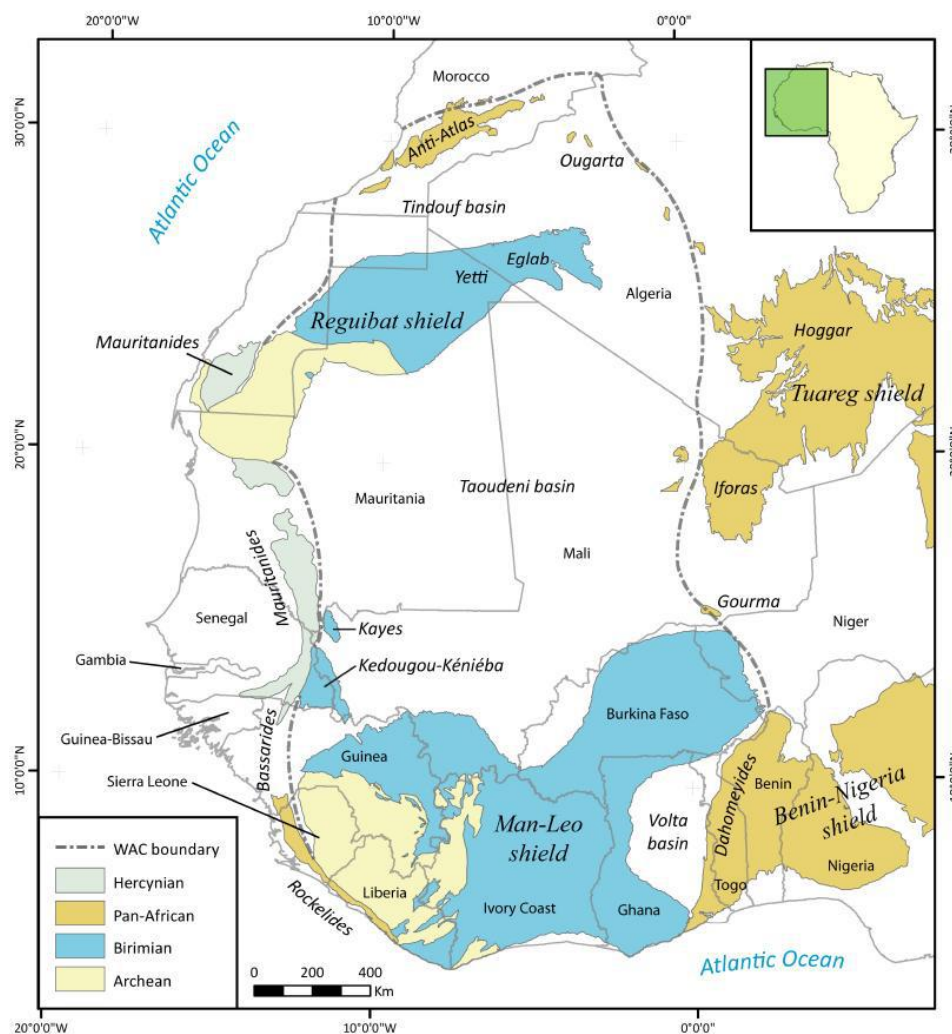 20°0'0"W
10°0'0"W
0°0'0"
Morocco
30°0'0"N
Anti-Atlas
Atlantic Ocean
Ougarta
Tindouf basin
Eglab
Yetti
Algeria
Reguibat shield
Mauritanides
Hoggar
Tuareg shield
20°0'0"N
Iforas
Mauritania
Taoudeni basin
Mali
Mauritanides
Senegal
Gourma
Niger
Kayes
Gambia
Kedougou-Kéniéba
Burkina Faso
Guinea-Bissau
Bassarides
Guinea
10°0'0"N
Sierra Leone
Dahomeyides
Benin
Benin-Nigeria
shield
Man-Leo
shield
Volta
basin
Nigeria
Liberia
Togo
Rockelides
Ivory Coast
Ghana
Atlantic Ocean
WAC boundary
Hercynian
Pan-African
Birimian
Archean
0 200 400
Km
20°0'0"W
10°0'0"W
0°0'0"